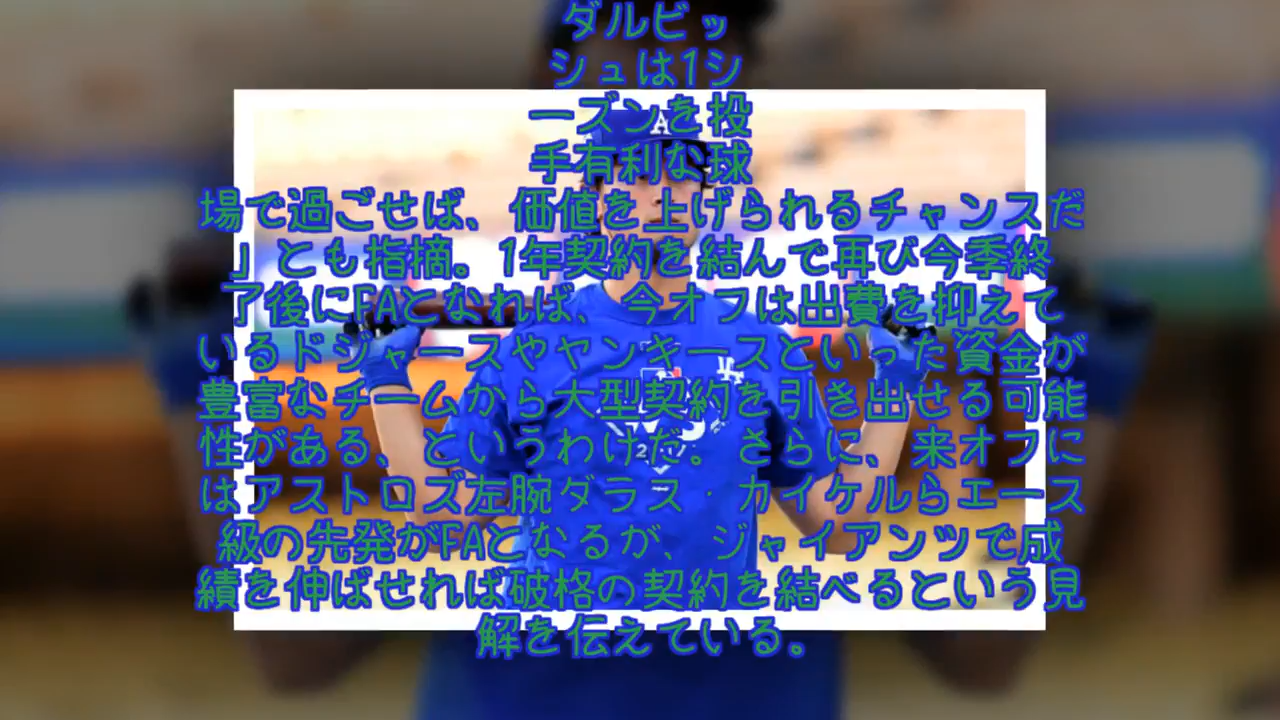 ダルビッ
シュは1シ
ーズンを投
手有利な球
場で過ごせば、価値を上げられるチャンスだ
」とも指摘。1年契約を結んで再び今季終
了後にFAとなれば、今オフは出費を抑えて
いるドジャースやヤンキースといった資金が
豊富なチームから大型契約を引き出せる可能
性がある、というわけだ。さらに、来オフに
はアストロズ左腕ダラス・カイケルらエース
級の先発がFAとなるが、ジャイアンツで成
績を伸ばせれば破格の契約を結べるという見
解を伝えている。